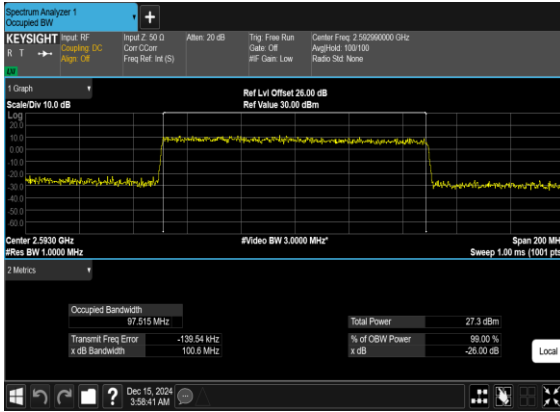 Spectrum Analyzer 1
Occupied BW
+
KEYSIGHT Input: RF Input Z: 50 Ω Atten: 20 dB Trig: Free Run Center Freq: 2.592990000 GHz
R T Coupling: DC Corr CCorr Gate: Off Avg|Hold: 100/100
Align: Off Freq Ref: Int (S) #IF Gain: Low Radio Std: None
LXI
1 Graph
Ref Lvl Offset 26.00 dB
Scale/Div 10.0 dB Ref Value 30.00 dBm
Log
20.0
10.0
0.00
-10.0
-20.0
-30.0
-40.0
-50.0
-60.0
Center 2.5930 GHz #Video BW 3.0000 MHz* Span 200 MH
#Res BW 1.0000 MHz Sweep 1.00 ms (1001 pts
2 Metrics
Occupied Bandwidth
97.515 MHz Total Power 27.3 dBm
Transmit Freq Error -139.54 kHz % of OBW Power 99.00 %
x dB Bandwidth 100.6 MHz x dB -26.00 dB
Local
?
Dec 15, 2024
3:58:41 AM